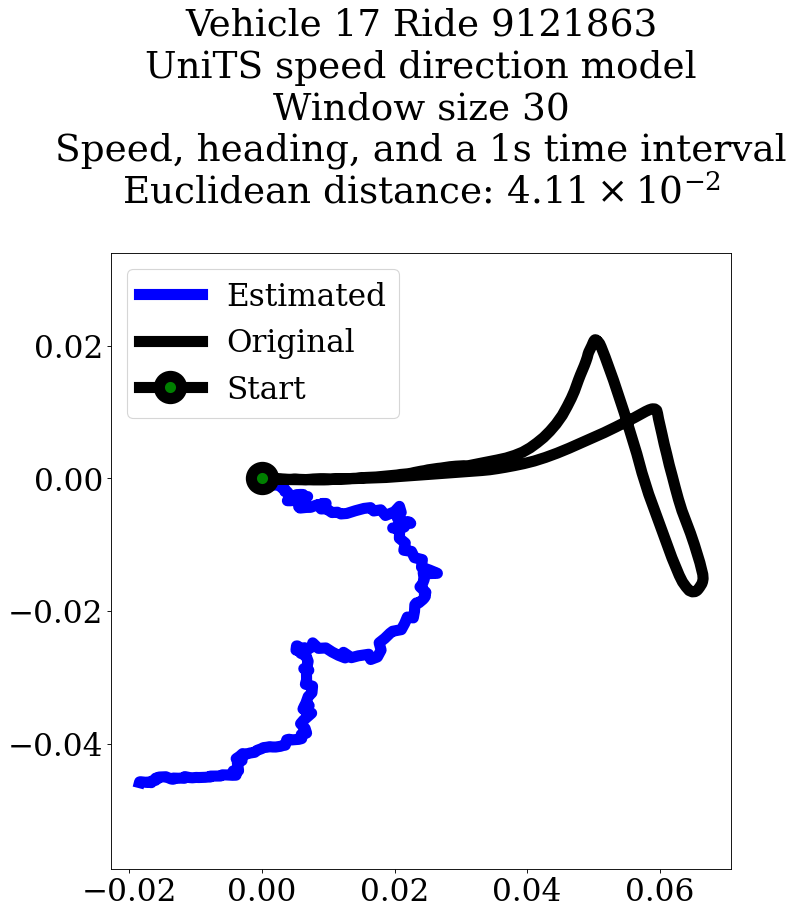 Vehicle 17 Ride 9121863
UniTS speed direction model
Window size 30
Speed, heading, and a 1s time interval
Euclidean distance: 4.11 × 10⁻²
Estimated
Original
Start
0.02
0.00
−0.02
−0.04
−0.02 0.00 0.02 0.04 0.06